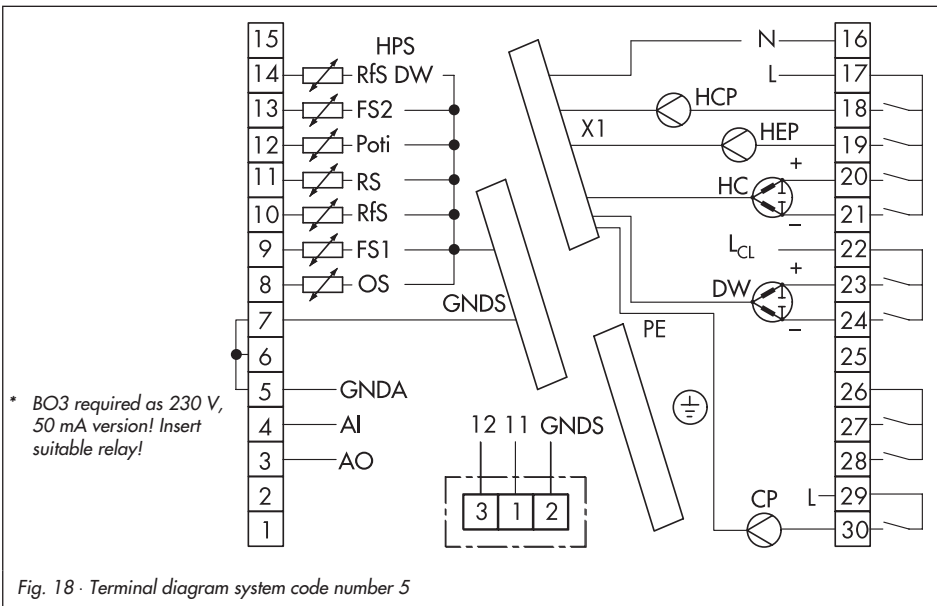 15
HPS
14 RfS DW
13 FS2
12 Poti
11 RS
10 RfS
9 FS1
8 OS
7
6
5 GNDA
4 AI
3 AO
2
1
GNDS
* BO3 required as 230 V,
50 mA version! Insert
suitable relay!
12 11 GNDS
3 1 2
X1
PE
N 16
L 17
HCP 18
HEP 19
HC + 20
− 21
LCL 22
DW + 23
− 24
25
26
27
28
L 29
CP 30
Fig. 18 · Terminal diagram system code number 5